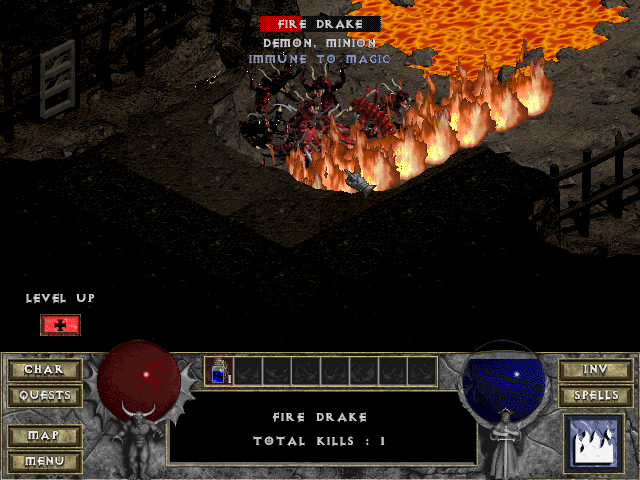 FIRE DRAKE
DEMON, MINION
IMMUNE TO MAGIC
LEVEL UP
CHAR
QUESTS
MAP
MENU
FIRE DRAKE
TOTAL KILLS : 1
INV
SPELLS